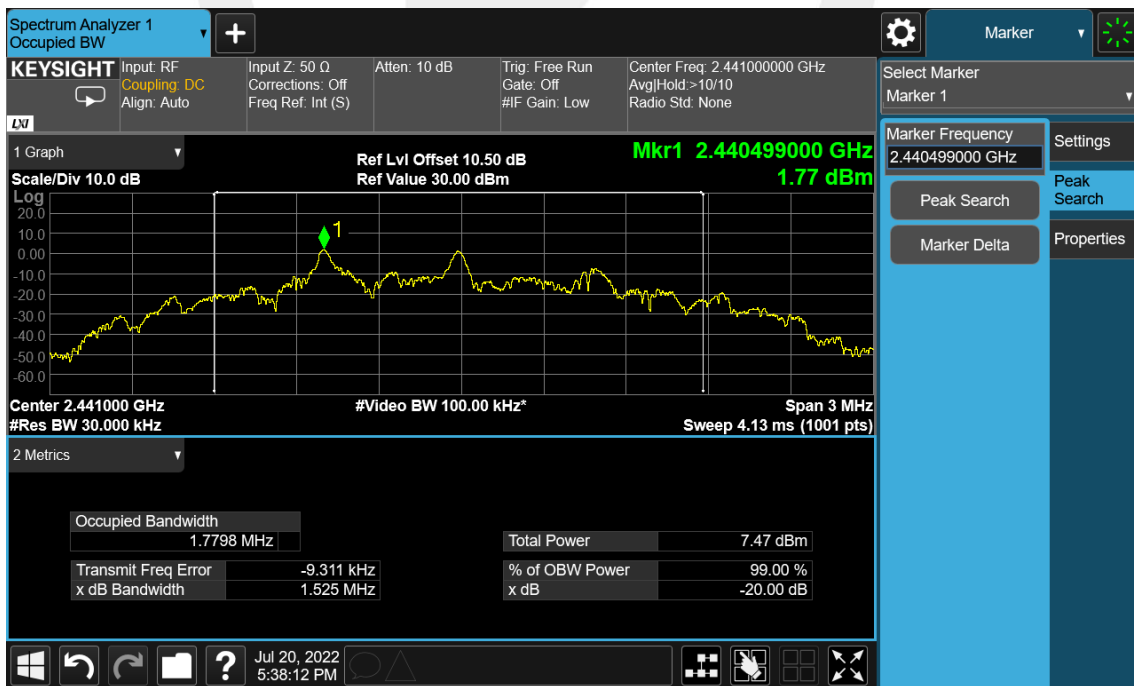 Spectrum Analyzer 1
Occupied BW
+
Marker
KEYSIGHT
LXI
Input: RF
Coupling: DC
Align: Auto
Input Z: 50 Ω
Corrections: Off
Freq Ref: Int (S)
Atten: 10 dB
Trig: Free Run
Gate: Off
#IF Gain: Low
Center Freq: 2.441000000 GHz
Avg|Hold:>10/10
Radio Std: None
Select Marker
Marker 1
Marker Frequency
2.440499000 GHz
Peak Search
Marker Delta
Settings
Peak
Search
Properties
1 Graph
Scale/Div 10.0 dB
Ref Lvl Offset 10.50 dB
Ref Value 30.00 dBm
Mkr1 2.440499000 GHz
1.77 dBm
Log
20.0
10.0
0.00
-10.0
-20.0
-30.0
-40.0
-50.0
-60.0
1
Center 2.441000 GHz
#Video BW 100.00 kHz*
Span 3 MHz
#Res BW 30.000 kHz
Sweep 4.13 ms (1001 pts)
2 Metrics
Occupied Bandwidth
1.7798 MHz
Total Power 7.47 dBm
Transmit Freq Error -9.311 kHz
% of OBW Power 99.00 %
x dB Bandwidth 1.525 MHz
x dB -20.00 dB
?
Jul 20, 2022
5:38:12 PM